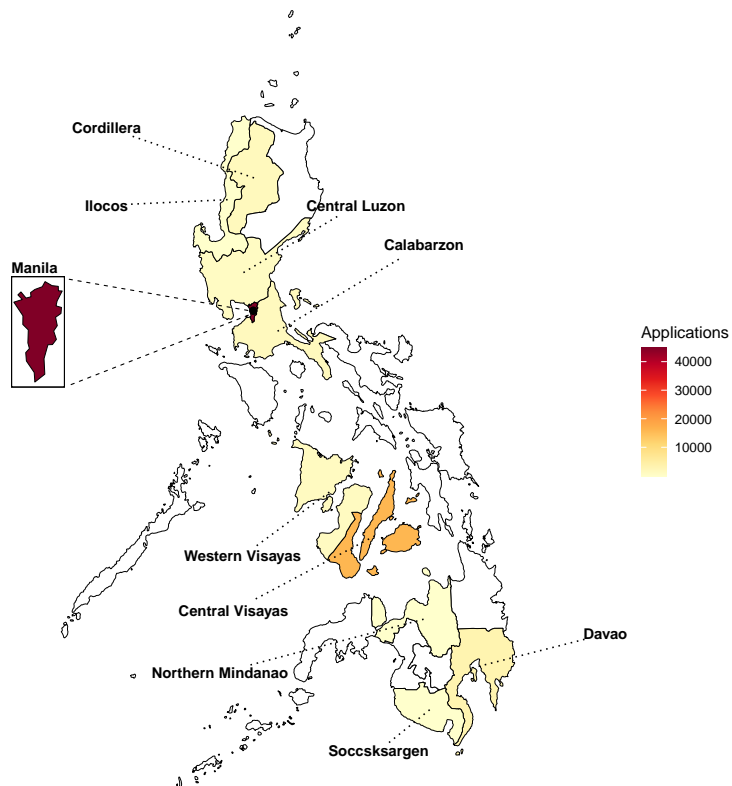 Cordillera
Ilocos
Central Luzon
Calabarzon
Manila
Applications
40000
30000
20000
10000
Western Visayas
Central Visayas
Davao
Northern Mindanao
Soccsksargen